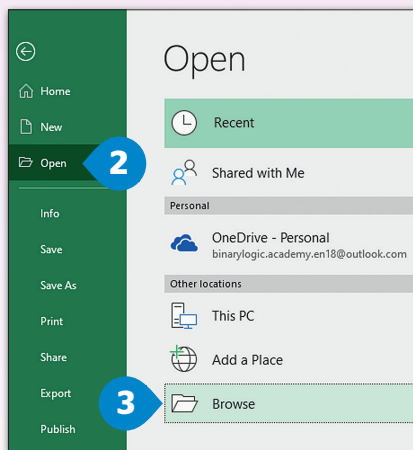 Open
Home
New
Open
2
Info
Save
Save As
Print
Share
Export
Publish
Recent
Shared with Me
Personal
OneDrive - Personal
binarylogic.academy.en18@outlook.com
Other locations
This PC
Add a Place
3
Browse